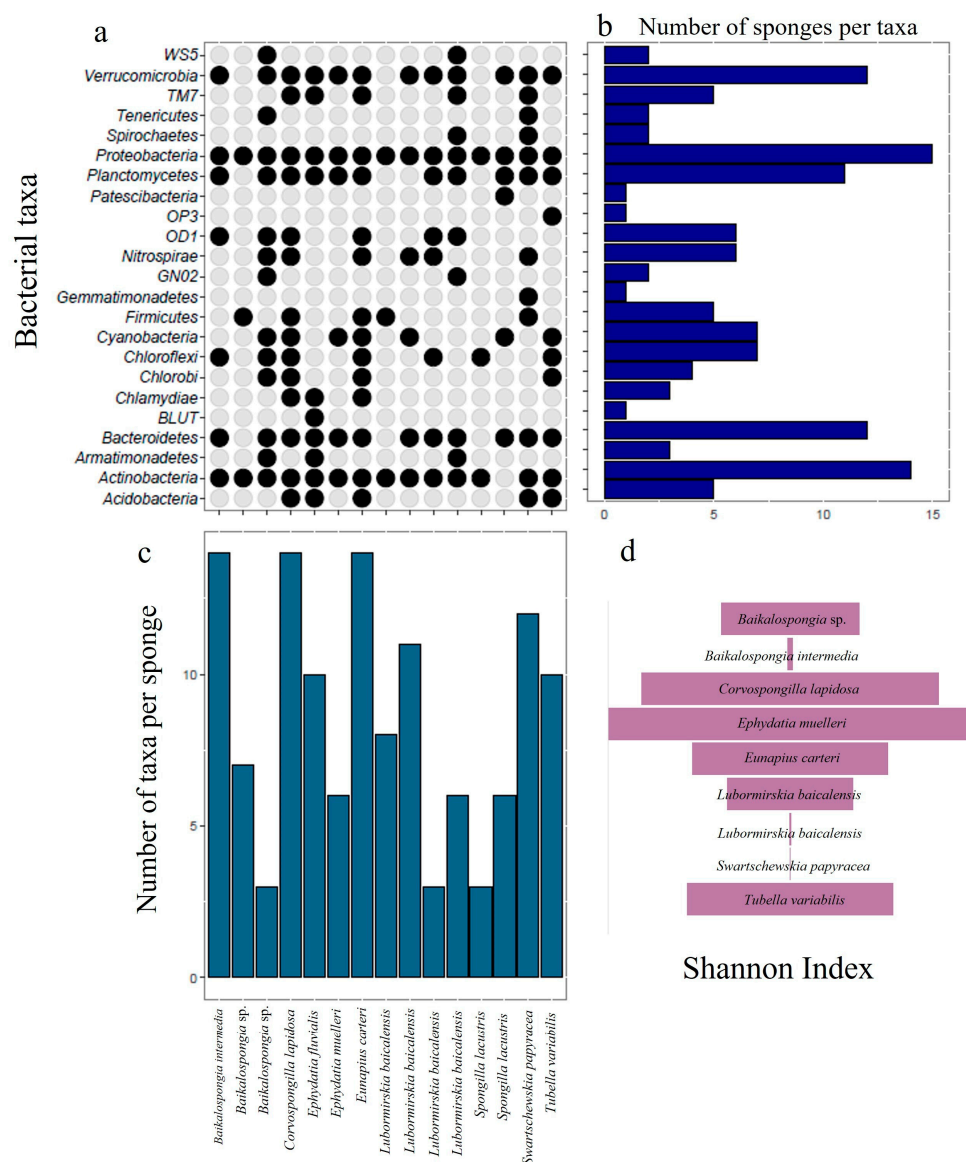 a
b
Number of sponges per taxa
Bacterial taxa
WS5
Verrucomicrobia
TM7
Tenericutes
Spirochaetes
Proteobacteria
Planctomycetes
Patescibacteria
OP3
OD1
Nitrospirae
GN02
Gemmatimonadetes
Firmicutes
Cyanobacteria
Chloroflexi
Chlorobi
Chlamydiae
BLUT
Bacteroidetes
Armatimonadetes
Actinobacteria
Acidobacteria
0
5
10
15
c
Number of taxa per sponge
10
5
0
Baikalospongia intermedia
Baikalospongia sp.
Baikalospongia sp.
Corvospongilla lapidosa
Ephydatia fluvialis
Ephydatia muelleri
Eunapius carteri
Lubormirskia baicalensis
Lubormirskia baicalensis
Lubormirskia baicalensis
Lubormirskia baicalensis
Spongilla lacustris
Spongilla lacustris
Swartschewskia papyracea
Tubella variabilis
d
Baikalospongia sp.
Baikalospongia intermedia
Corvospongilla lapidosa
Ephydatia muelleri
Eunapius carteri
Lubormirskia baicalensis
Lubormirskia baicalensis
Swartschewskia papyracea
Tubella variabilis
Shannon Index